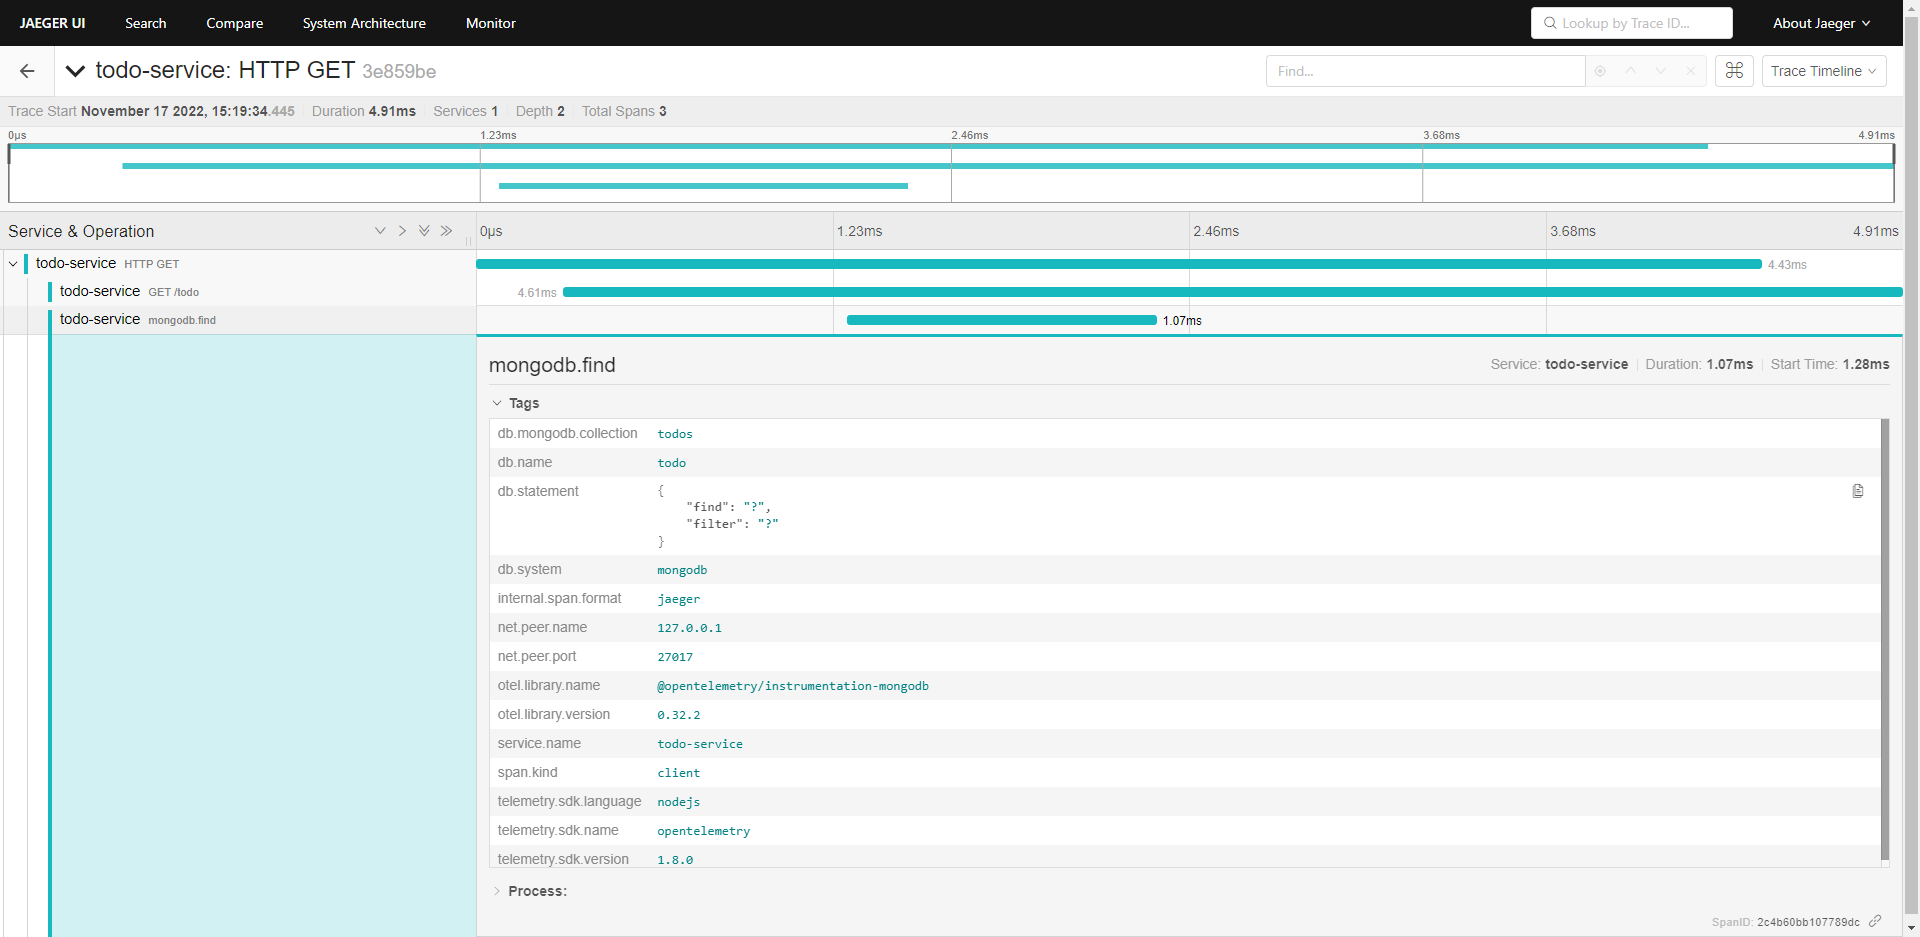 JAEGER UI Search Compare System Architecture Monitor Lookup by Trace ID... About Jaeger
todo-service: HTTP GET 3e859be Find... Trace Timeline
Trace Start November 17 2022, 15:19:34.445 Duration 4.91ms Services 1 Depth 2 Total Spans 3
0μs 1.23ms 2.46ms 3.68ms 4.91ms
Service & Operation 0μs 1.23ms 2.46ms 3.68ms 4.91ms
todo-service HTTP GET 4.43ms
todo-service GET /todo 4.61ms
todo-service mongodb.find 1.07ms
mongodb.find Service: todo-service Duration: 1.07ms Start Time: 1.28ms
Tags
db.mongodb.collection todos
db.name todo
db.statement {
"find": "?",
"filter": "?"
}
db.system mongodb
internal.span.format jaeger
net.peer.name 127.0.0.1
net.peer.port 27017
otel.library.name @opentelemetry/instrumentation-mongodb
otel.library.version 0.32.2
service.name todo-service
span.kind client
telemetry.sdk.language nodejs
telemetry.sdk.name opentelemetry
telemetry.sdk.version 1.8.0
Process:
SpanID: 2c4b60bb107789dc